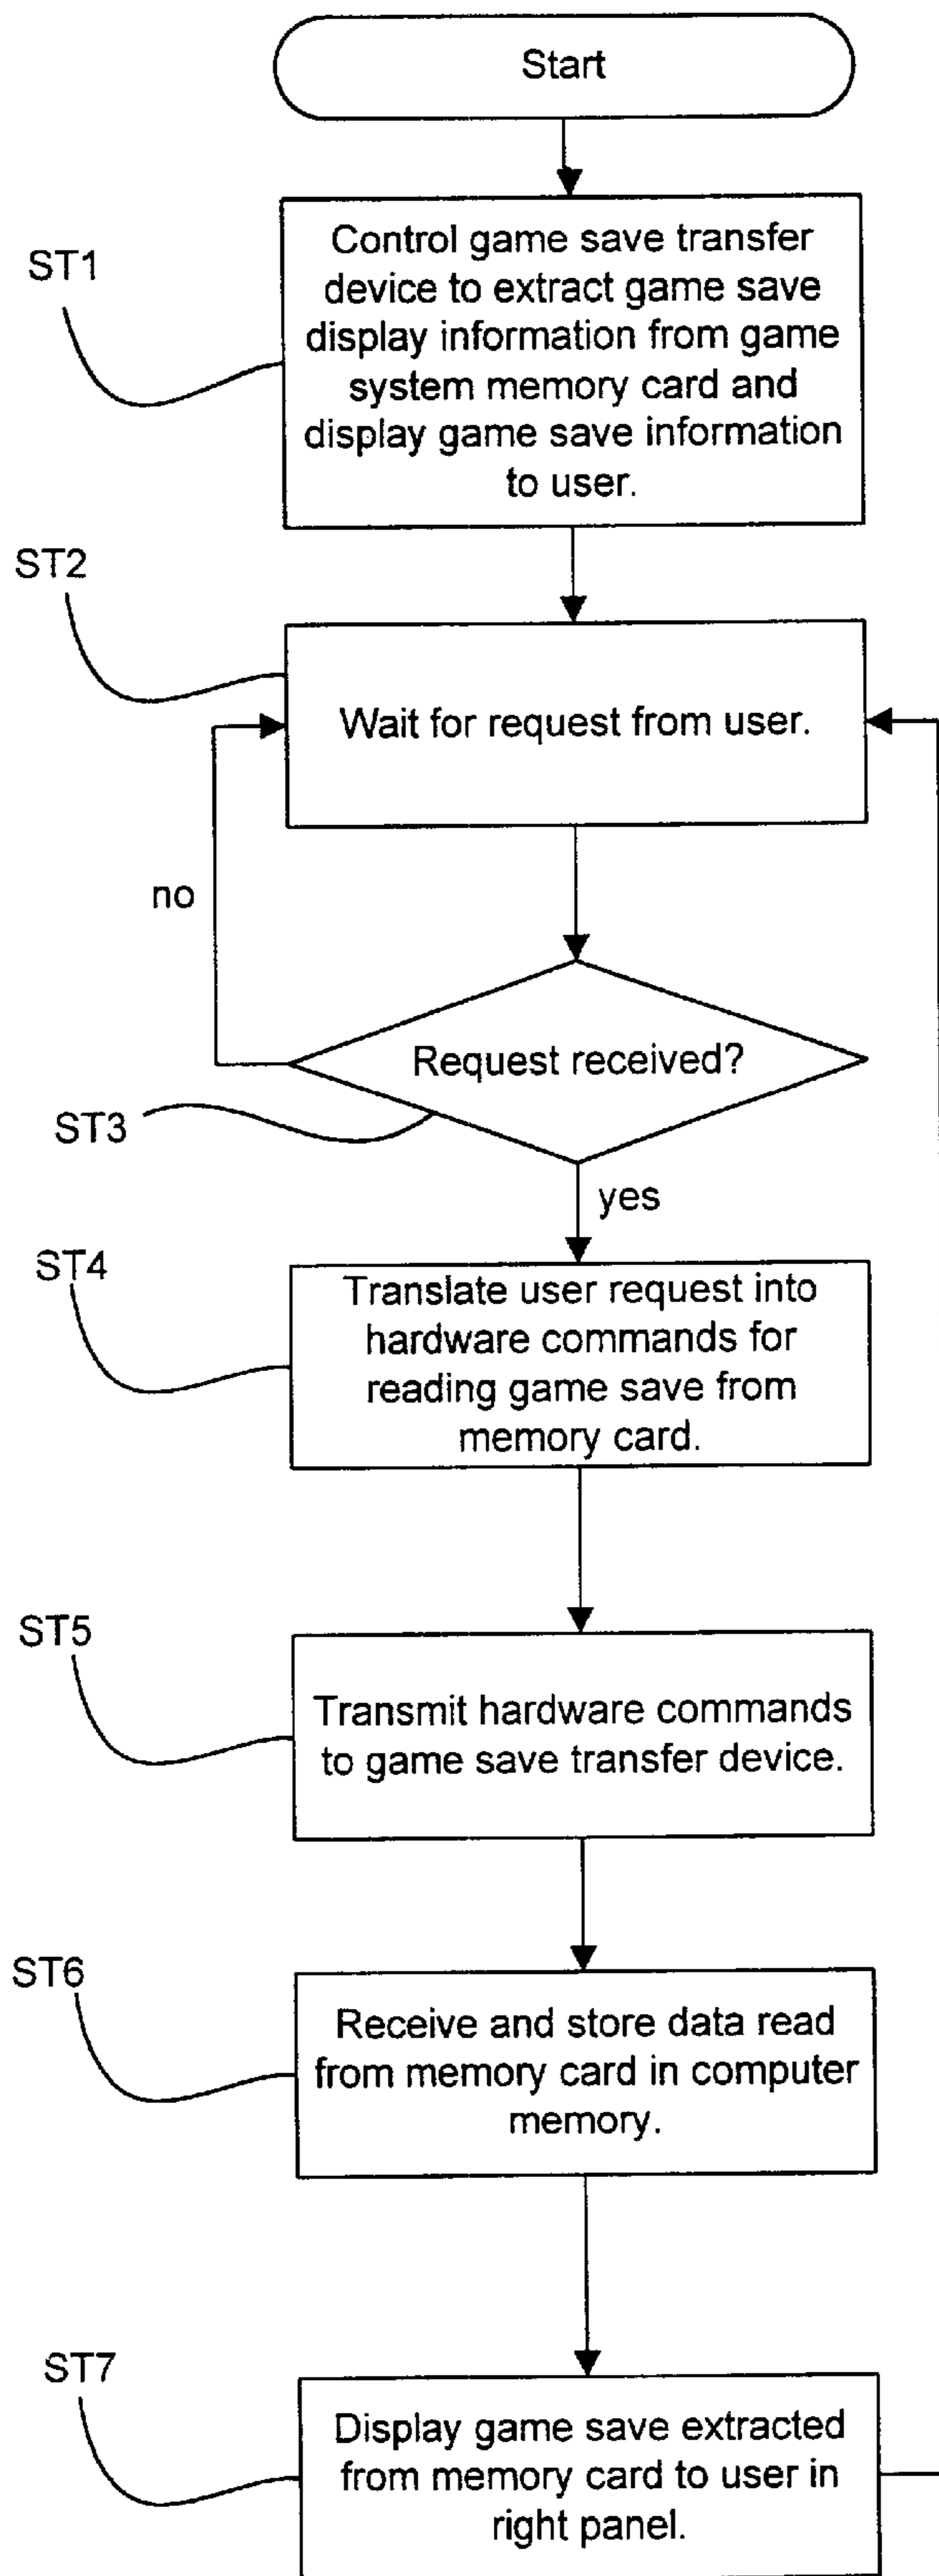 Start
ST1
Control game save transfer
device to extract game save
display information from game
system memory card and
display game save information
to user.
ST2
Wait for request from user.
no
Request received?
ST3
yes
ST4
Translate user request into
hardware commands for
reading game save from
memory card.
ST5
Transmit hardware commands
to game save transfer device.
ST6
Receive and store data read
from memory card in computer
memory.
ST7
Display game save extracted
from memory card to user in
right panel.